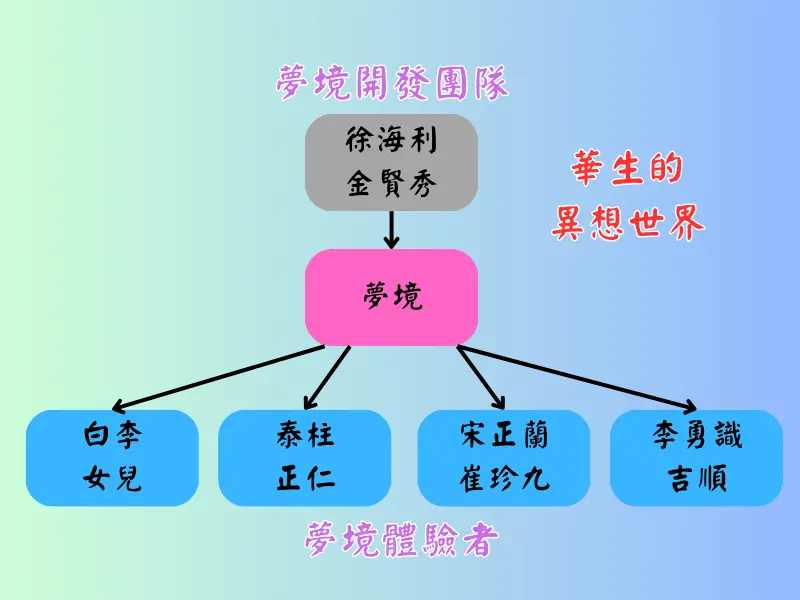 夢境開發團隊
徐海利
金賢秀
華生的
異想世界
夢境
白李
女兒
泰柱
正仁
宋正蘭
崔珍九
李勇識
吉順
夢境體驗者